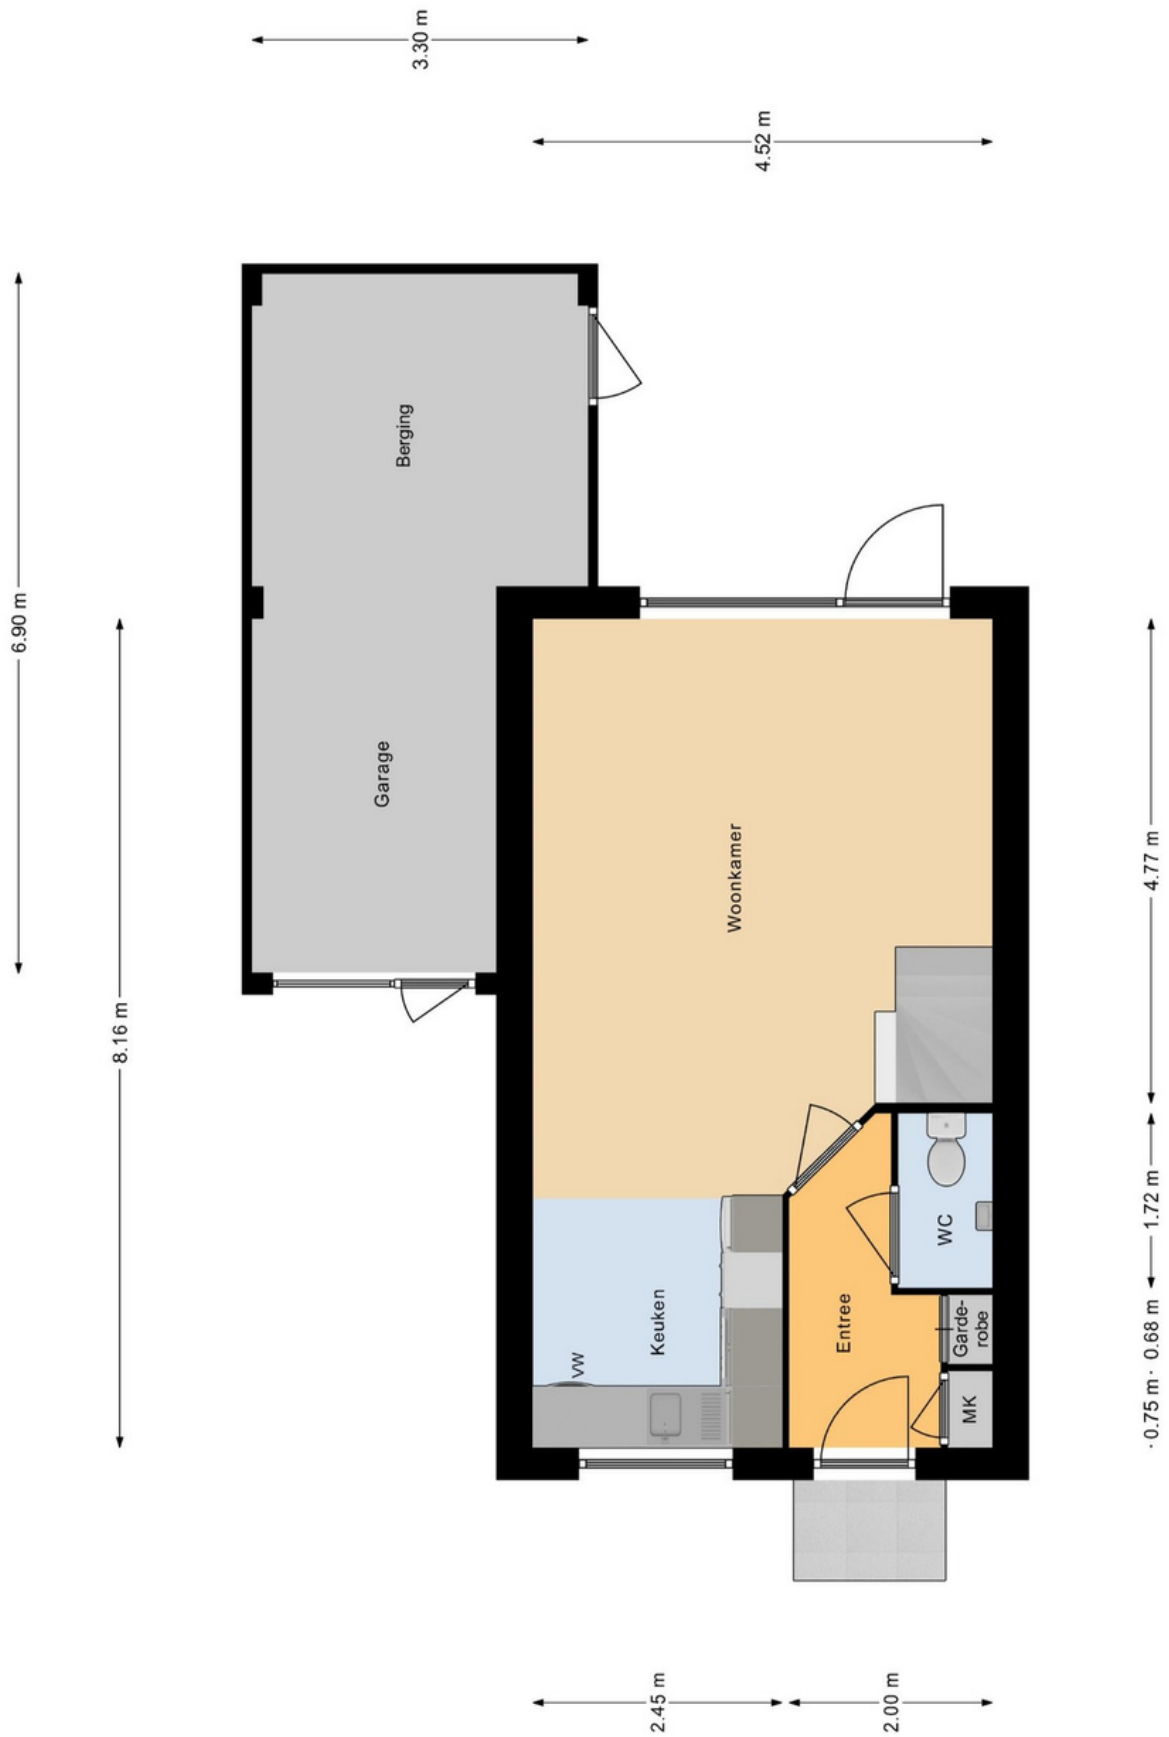 3.30 m
4.52 m
6.90 m
8.16 m
Berging
Garage
Woonkamer
4.77 m
1.72 m
0.68 m
0.75 m
WC
Keuken
VW
Entree
Garde-
robe
MK
2.45 m
2.00 m